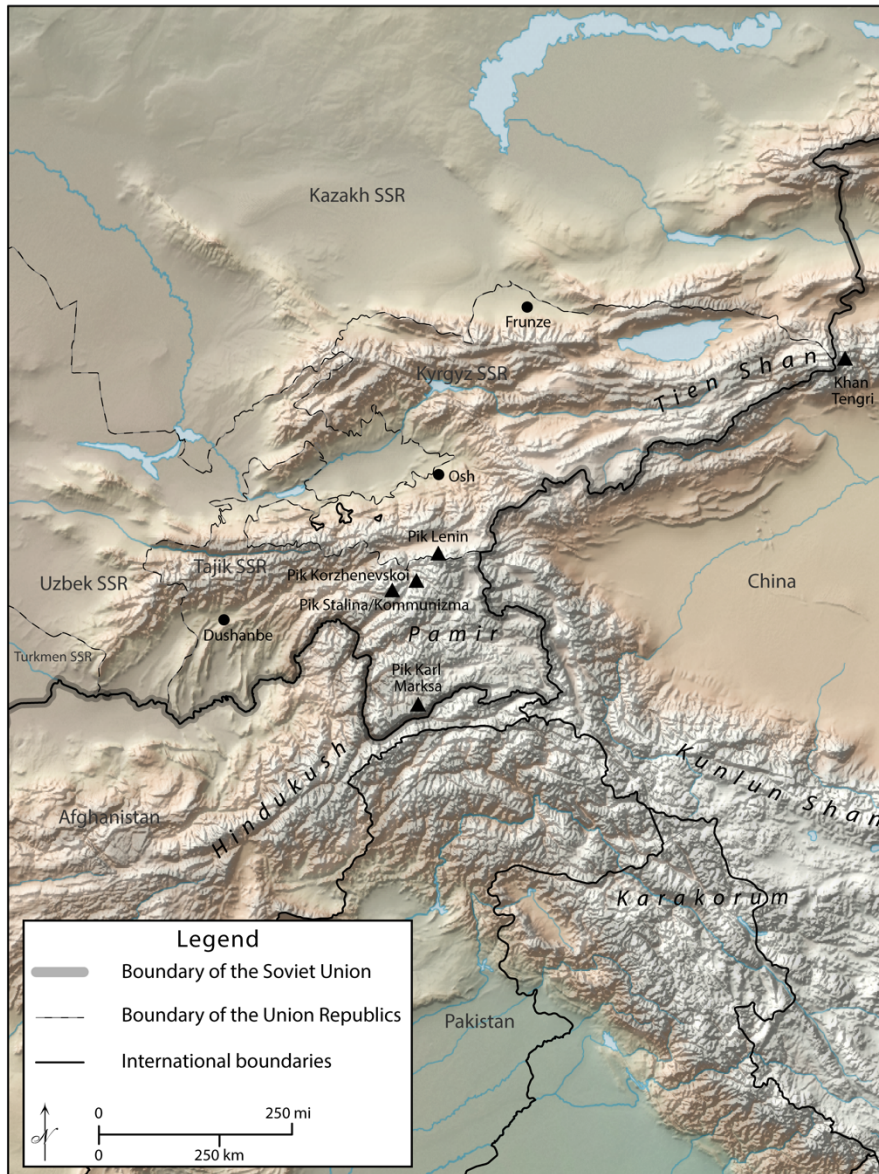 Kazakh SSR
Frunze
Kyrgyz SSR
Tien Shan
Khan
Tengri
Osh
Pik Lenin
Tajik SSR
Pik Korzhenevskoi
Uzbek SSR
China
Pik Stalina/Kommunizma
Dushanbe
Pamir
Turkmen SSR
Pik Karl
Marksa
Hindukush
Kunlun Shan
Afghanistan
Karakorum
Pakistan
Legend
Boundary of the Soviet Union
Boundary of the Union Republics
International boundaries
N
0 250 mi
0 250 km